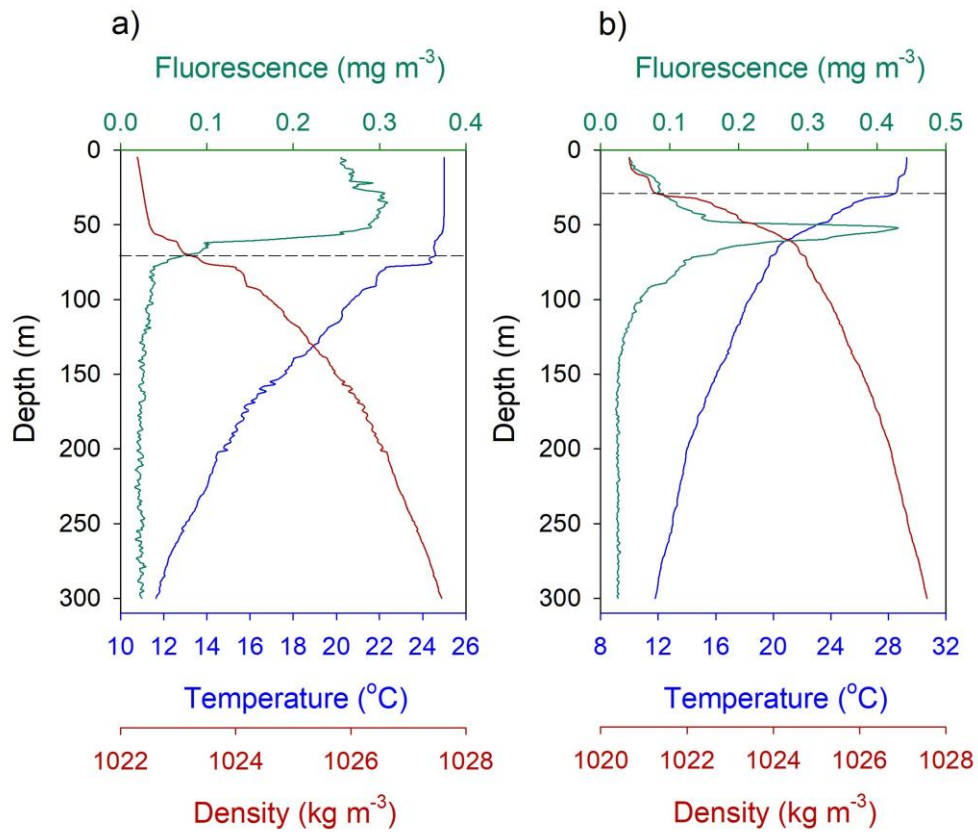 a)
Fluorescence (mg m⁻³)
0.0 0.1 0.2 0.3 0.4
0
50
100
150
200
250
300
Depth (m)
10 12 14 16 18 20 22 24 26
Temperature (°C)
1022 1024 1026 1028
Density (kg m⁻³)
b)
Fluorescence (mg m⁻³)
0.0 0.1 0.2 0.3 0.4 0.5
0
50
100
150
200
250
300
Depth (m)
8 12 16 20 24 28 32
Temperature (°C)
1020 1022 1024 1026 1028
Density (kg m⁻³)